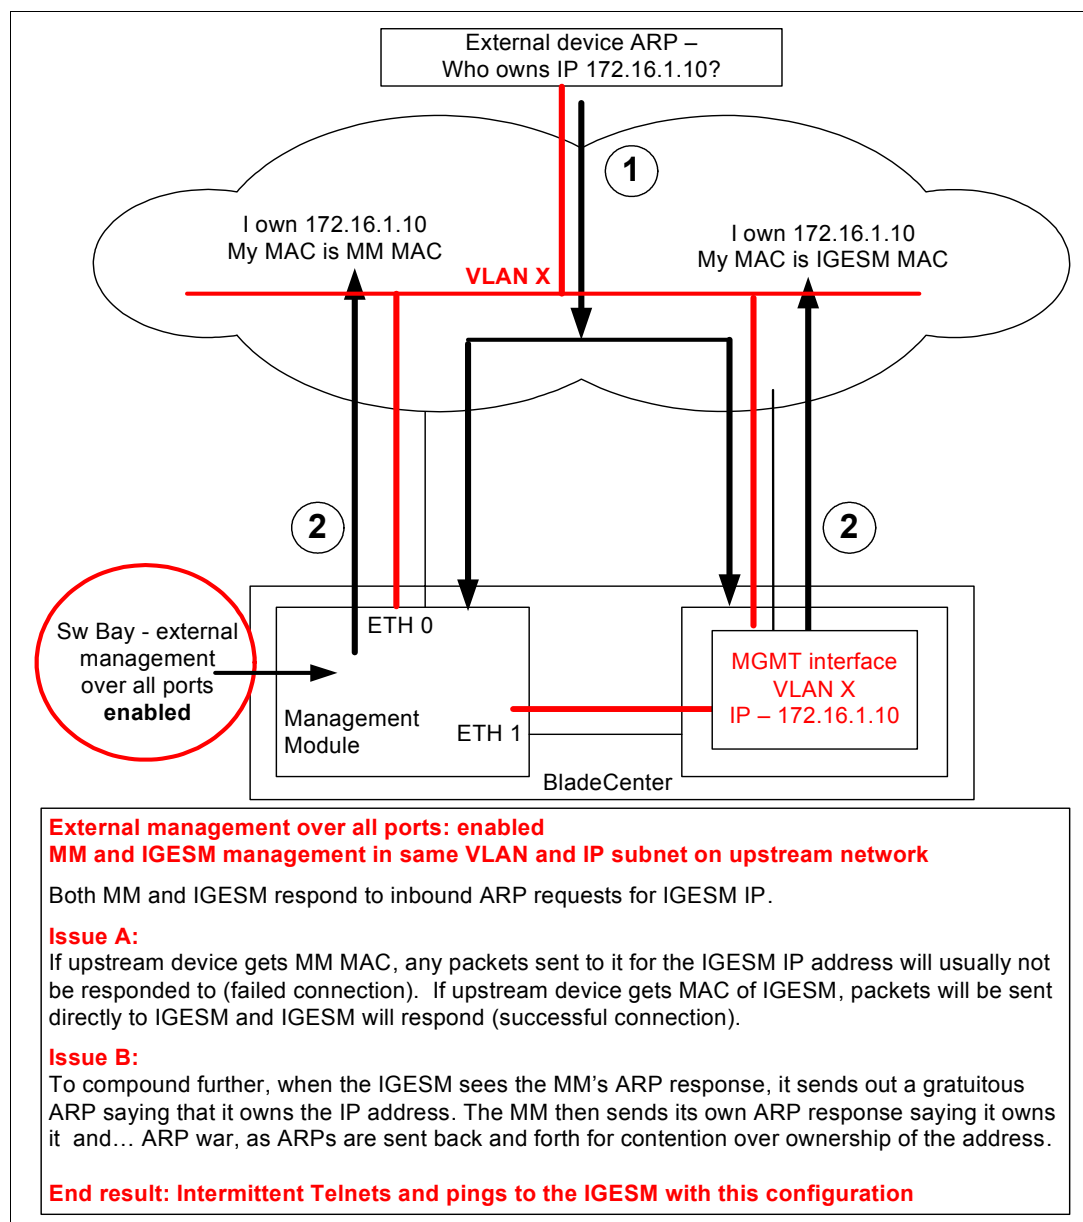 External device ARP –
Who owns IP 172.16.1.10?
1
I own 172.16.1.10
My MAC is MM MAC
I own 172.16.1.10
My MAC is IGESM MAC
VLAN X
2
2
Sw Bay - external
management
over all ports
enabled
ETH 0
Management
Module
ETH 1
MGMT interface
VLAN X
IP – 172.16.1.10
BladeCenter
External management over all ports: enabled
MM and IGESM management in same VLAN and IP subnet on upstream network
Both MM and IGESM respond to inbound ARP requests for IGESM IP.
Issue A:
If upstream device gets MM MAC, any packets sent to it for the IGESM IP address will usually not
be responded to (failed connection).  If upstream device gets MAC of IGESM, packets will be sent
directly to IGESM and IGESM will respond (successful connection).
Issue B:
To compound further, when the IGESM sees the MM's ARP response, it sends out a gratuitous
ARP saying that it owns the IP address. The MM then sends its own ARP response saying it owns
it  and… ARP war, as ARPs are sent back and forth for contention over ownership of the address.
End result: Intermittent Telnets and pings to the IGESM with this configuration